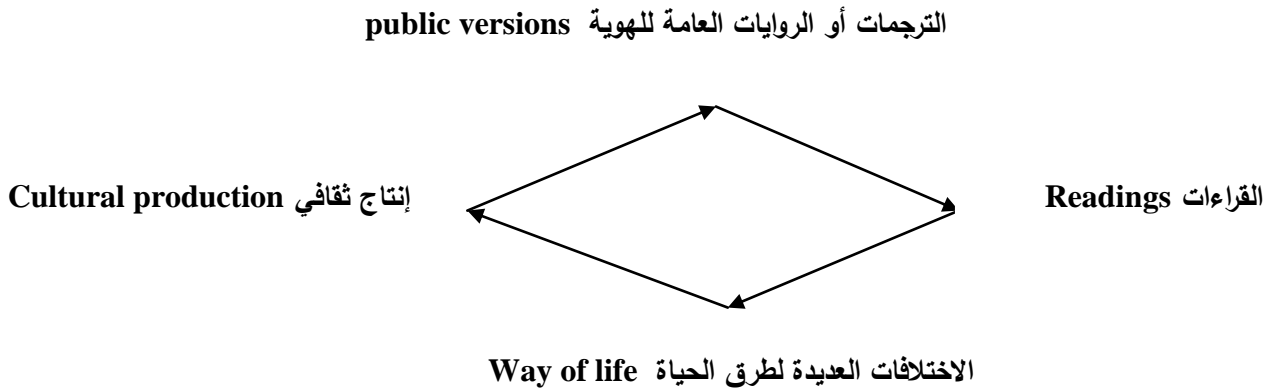 الترجمات أو الروايات العامة للهوية public versions
القراءات Readings
إنتاج ثقافي Cultural production
الاختلافات العديدة لطرق الحياة Way of life